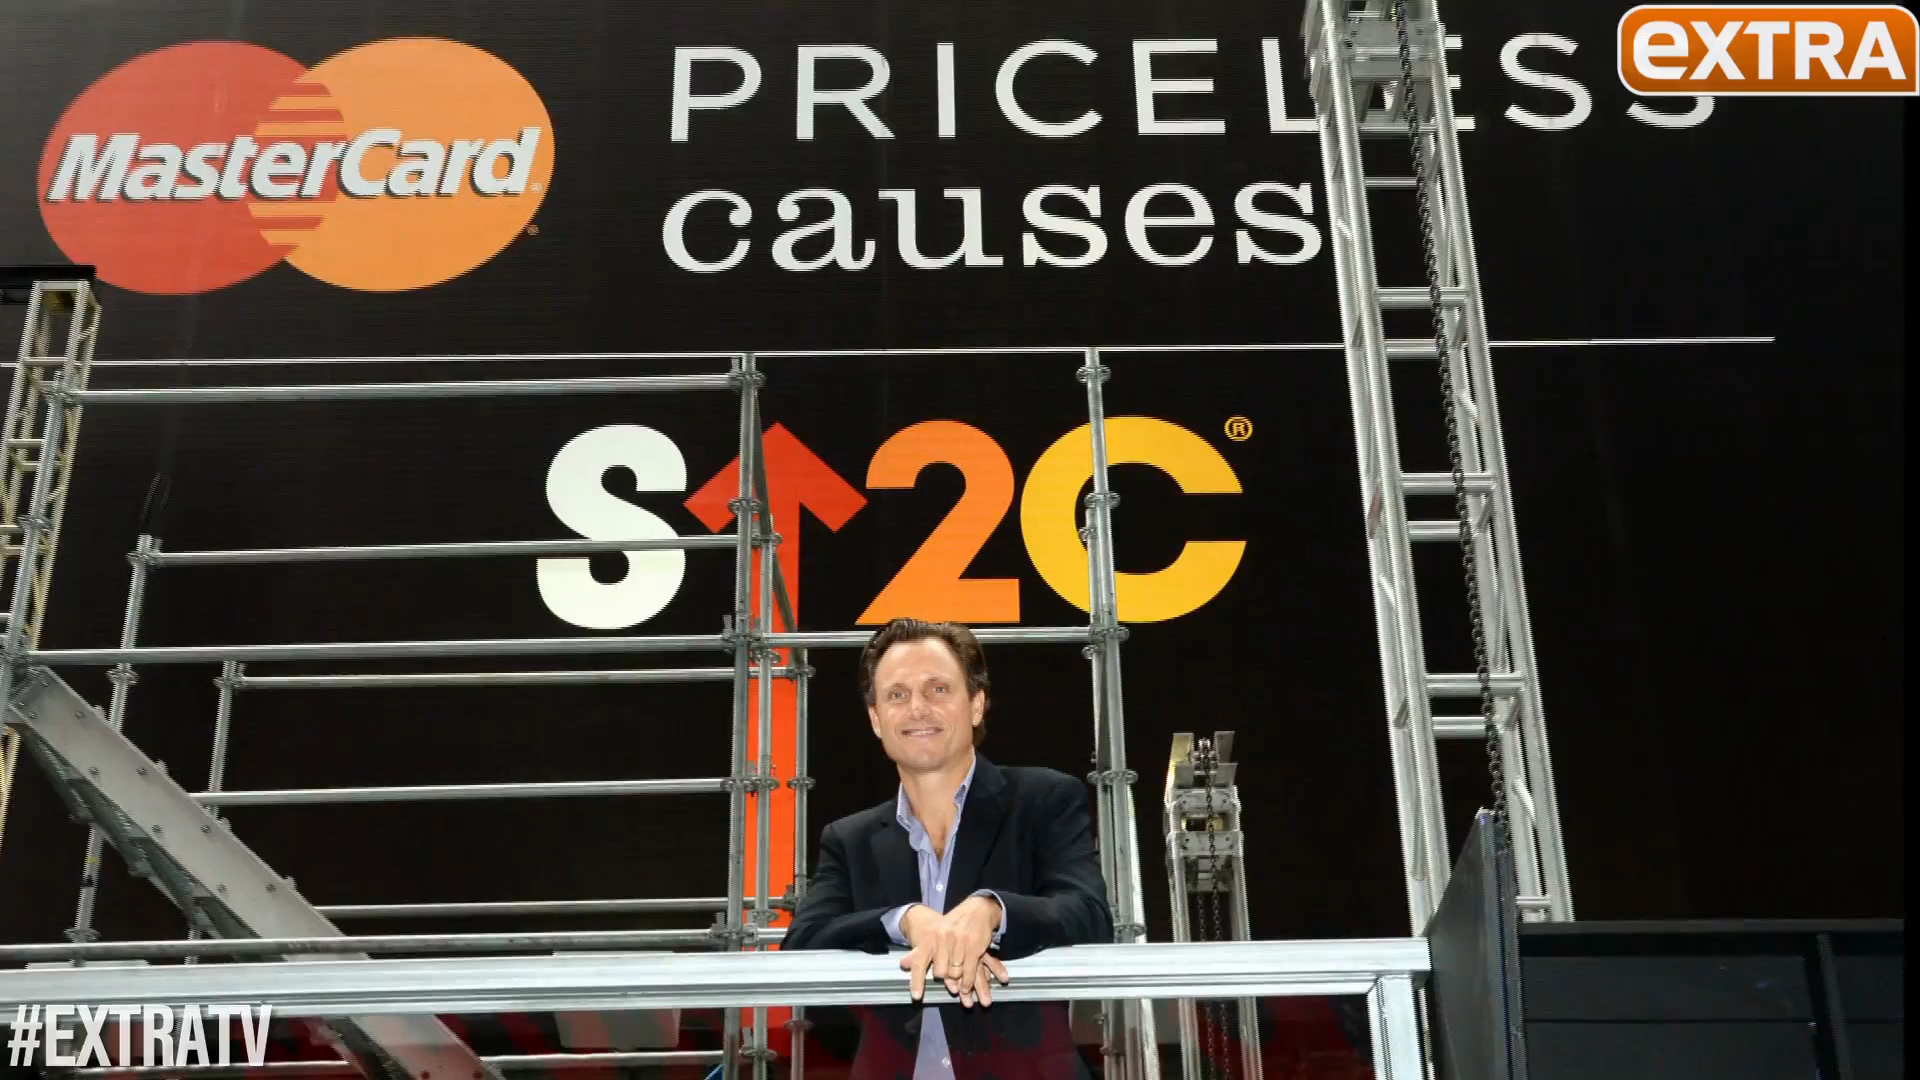 MasterCard
PRICELESS
causes
eXTRA
S↑2C®
#EXTRATV